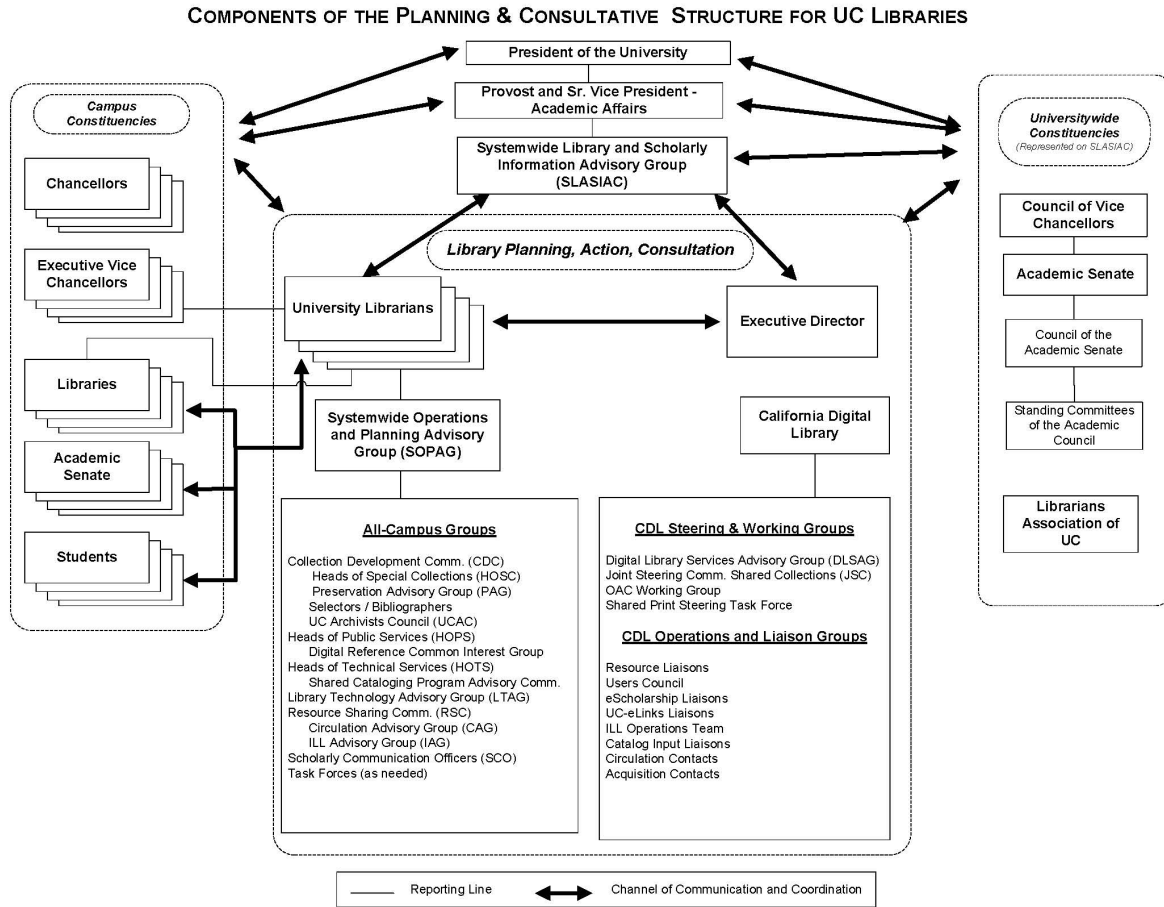 COMPONENTS OF THE PLANNING & CONSULTATIVE STRUCTURE FOR UC LIBRARIES
President of the University
Provost and Sr. Vice President -
Academic Affairs
Systemwide Library and Scholarly
Information Advisory Group
(SLASIAC)
Campus
Constituencies
Chancellors
Executive Vice
Chancellors
Libraries
Academic
Senate
Students
Library Planning, Action, Consultation
University Librarians
Executive Director
Systemwide Operations
and Planning Advisory
Group (SOPAG)
California Digital
Library
All-Campus Groups
Collection Development Comm. (CDC)
Heads of Special Collections (HOSC)
Preservation Advisory Group (PAG)
Selectors / Bibliographers
UC Archivists Council (UCAC)
Heads of Public Services (HOPS)
Digital Reference Common Interest Group
Heads of Technical Services (HOTS)
Shared Cataloging Program Advisory Comm.
Library Technology Advisory Group (LTAG)
Resource Sharing Comm. (RSC)
Circulation Advisory Group (CAG)
ILL Advisory Group (IAG)
Scholarly Communication Officers (SCO)
Task Forces (as needed)
CDL Steering & Working Groups
Digital Library Services Advisory Group (DLSAG)
Joint Steering Comm. Shared Collections (JSC)
OAC Working Group
Shared Print Steering Task Force
CDL Operations and Liaison Groups
Resource Liaisons
Users Council
eScholarship Liaisons
UC-eLinks Liaisons
ILL Operations Team
Catalog Input Liaisons
Circulation Contacts
Acquisition Contacts
Universitywide
Constituencies
(Represented on SLASIAC)
Council of Vice
Chancellors
Academic Senate
Council of the
Academic Senate
Standing Committees
of the Academic
Council
Librarians
Association of
UC
Reporting Line
Channel of Communication and Coordination